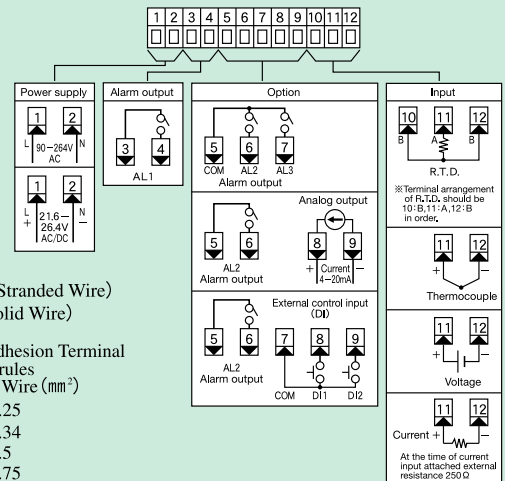 1 2 3 4 5 6 7 8 9 10 11 12
Power supply
1 2
L 90-264V AC N
1 2
L + 21.6-26.4V AC/DC N -
Alarm output
3 4
AL1
Option
5 6 7
COM AL2 AL3
Alarm output
5 6
AL2
Alarm output
Analog output
8 9
+ Current -
4-20mA
5 6
AL2
Alarm output
External control input
(DI)
7 8 9
COM DI1 DI2
Input
10 11 12
B A B
R.T.D.
※Terminal arrangement
of R.T.D. should be
10:B,11:A,12:B
in order.
11 12
+ -
Thermocouple
11 12
+ -
Voltage
11 12
Current + -
At the time of current
input attached external
resistance 250Ω
Stranded Wire)
olid Wire)
dhesion Terminal
rules
Wire(mm²)
.25
.34
.5
.75